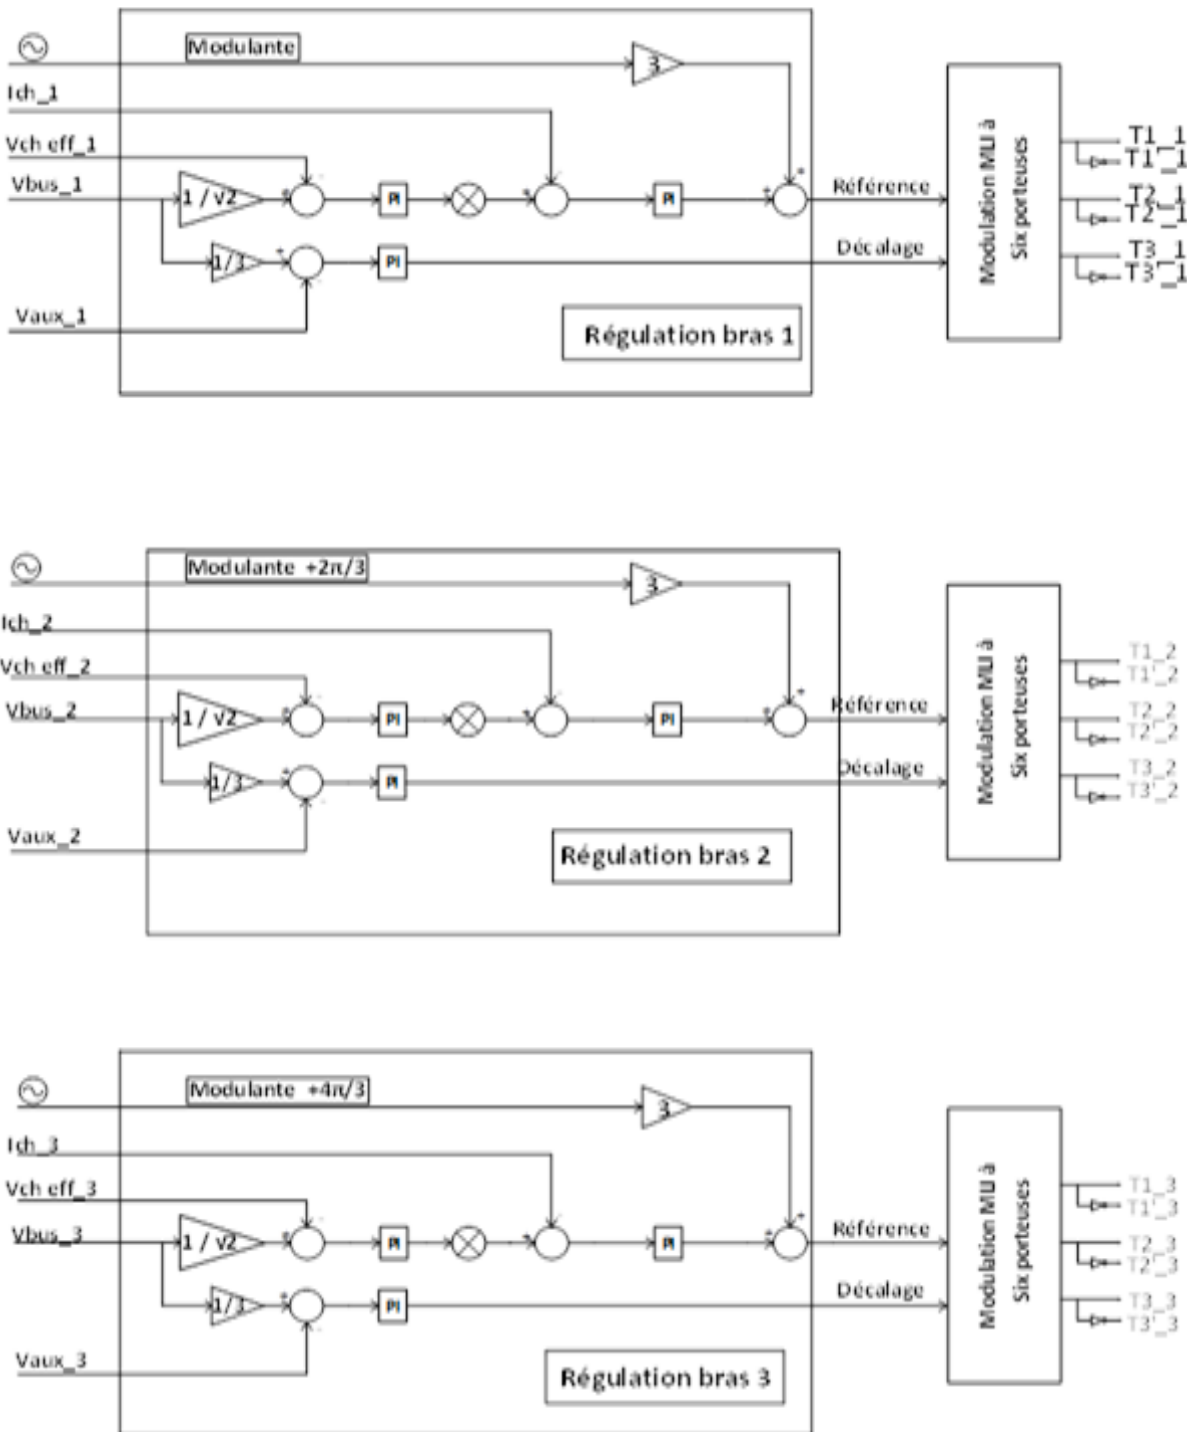 Modulante
3
Ich_1
Vch eff_1
Vbus_1
1 / √2
PI
PI
Référence
1/3
PI
Décalage
Vaux_1
Régulation bras 1
Modulation MLI à
Six porteuses
T1_1
T1'_1
T2_1
T2'_1
T3_1
T3'_1
Modulante +2π/3
3
Ich_2
Vch eff_2
Vbus_2
1 / √2
PI
PI
Référence
1/3
PI
Décalage
Vaux_2
Régulation bras 2
Modulation MLI à
Six porteuses
T1_2
T1'_2
T2_2
T2'_2
T3_2
T3'_2
Modulante +4π/3
3
Ich_3
Vch eff_3
Vbus_3
1 / √2
PI
PI
Référence
1/3
PI
Décalage
Vaux_3
Régulation bras 3
Modulation MLI à
Six porteuses
T1_3
T1'_3
T2_3
T2'_3
T3_3
T3'_3